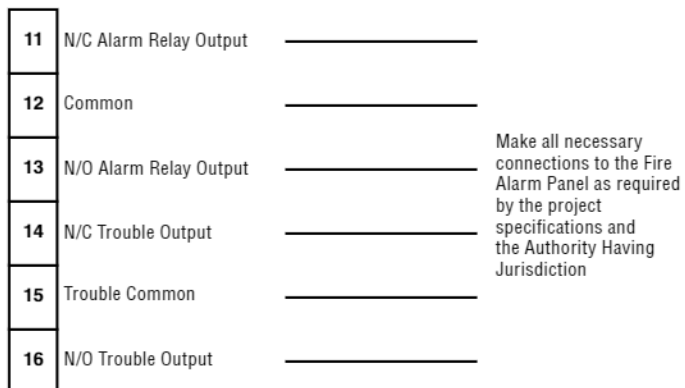 11 N/C Alarm Relay Output
12 Common
13 N/O Alarm Relay Output
14 N/C Trouble Output
15 Trouble Common
16 N/O Trouble Output
Make all necessary
connections to the Fire
Alarm Panel as required
by the project
specifications and
the Authority Having
Jurisdiction